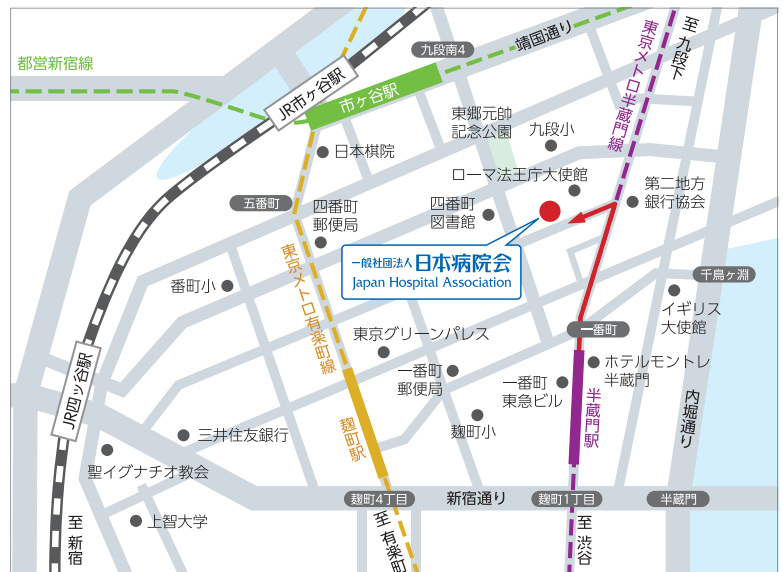 都営新宿線
JR市ヶ谷駅
市ヶ谷駅
九段南4
靖国通り
至 九段下
東京メトロ半蔵門線
東郷元帥
記念公園
九段小
日本棋院
ローマ法王庁大使館
第二地方
銀行協会
五番町
四番町
郵便局
四番町
図書館
一般社団法人 日本病院会
Japan Hospital Association
東京メトロ有楽町線
番町小
千鳥ヶ淵
イギリス
大使館
一番町
東京グリーンパレス
一番町
郵便局
一番町
東急ビル
ホテルモントレ
半蔵門
JR四ッ谷駅
麹町駅
麹町小
半蔵門駅
内堀通り
三井住友銀行
聖イグナチオ教会
麹町4丁目
新宿通り
麹町1丁目
半蔵門
上智大学
至 新宿
至 有楽町
至 渋谷